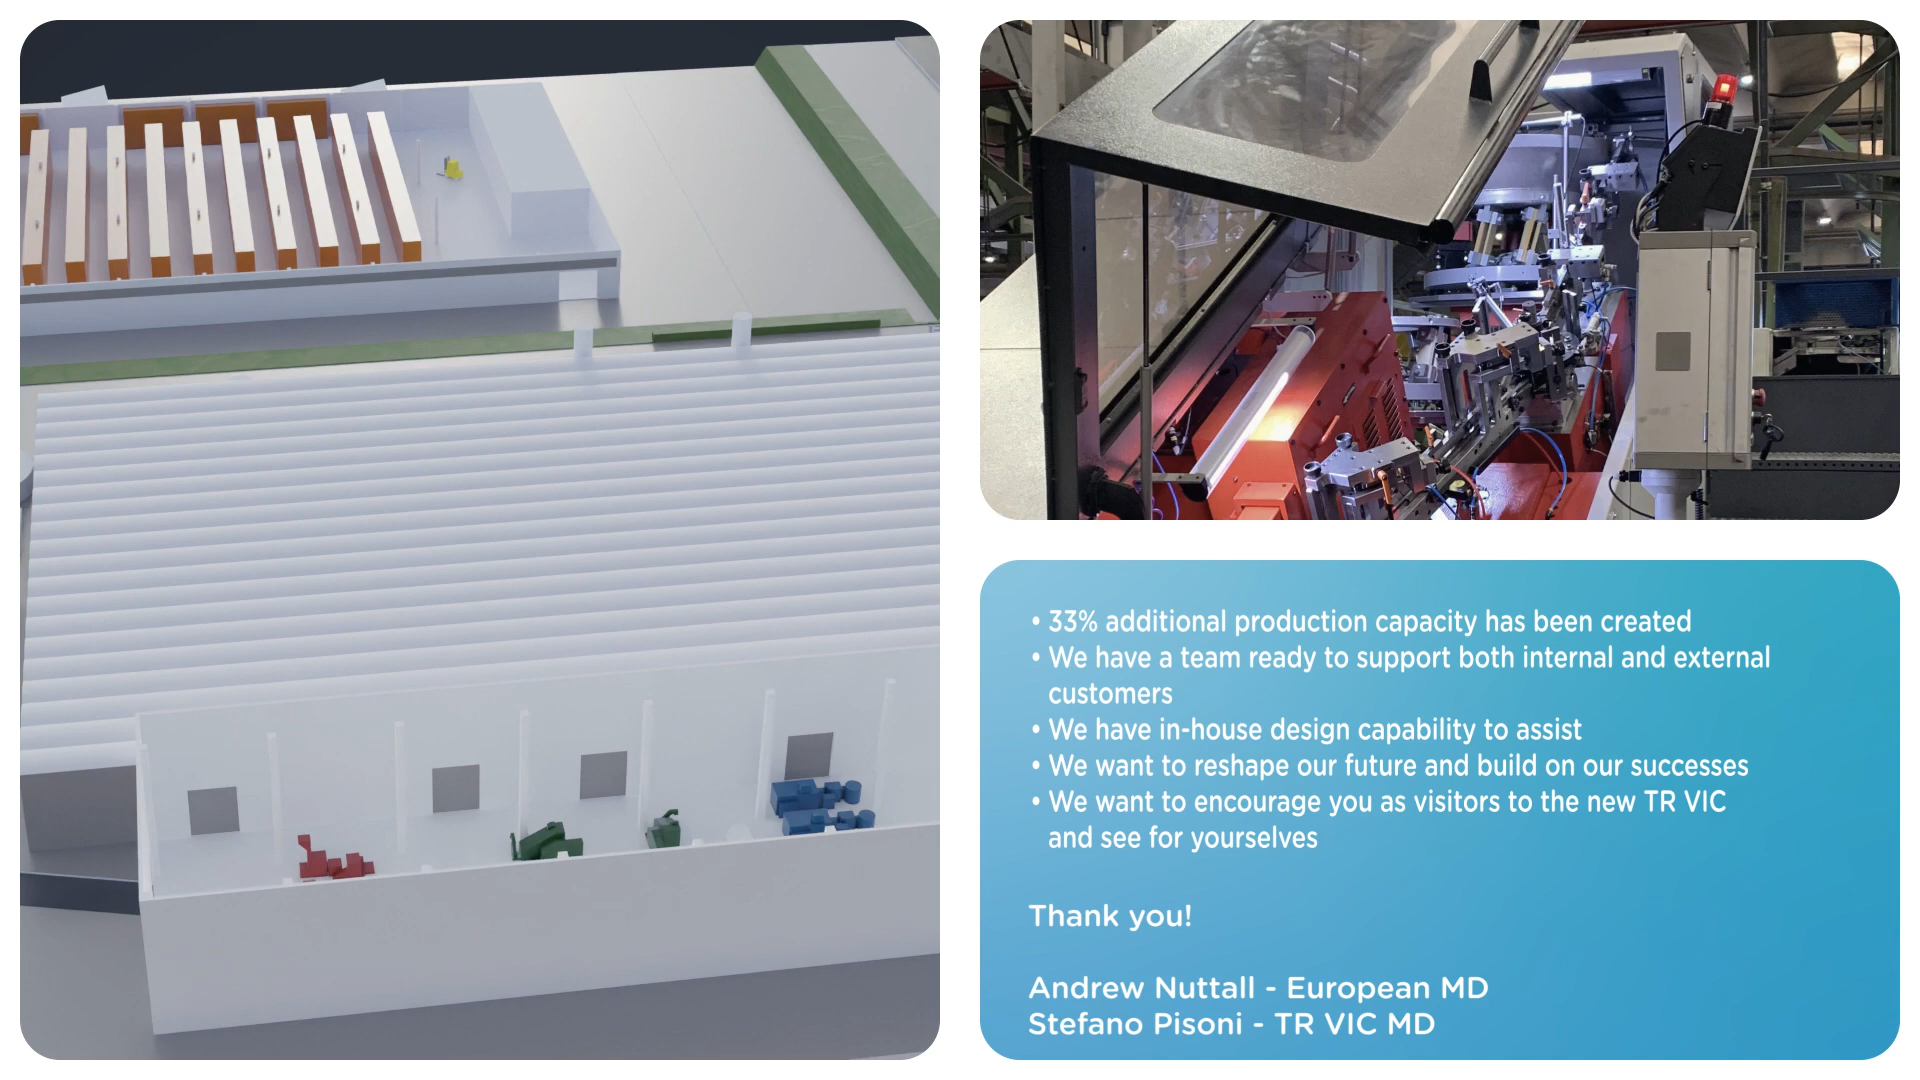 • 33% additional production capacity has been created
• We have a team ready to support both internal and external
customers
• We have in-house design capability to assist
• We want to reshape our future and build on our successes
• We want to encourage you as visitors to the new TR VIC
and see for yourselves
Thank you!
Andrew Nuttall - European MD
Stefano Pisoni - TR VIC MD